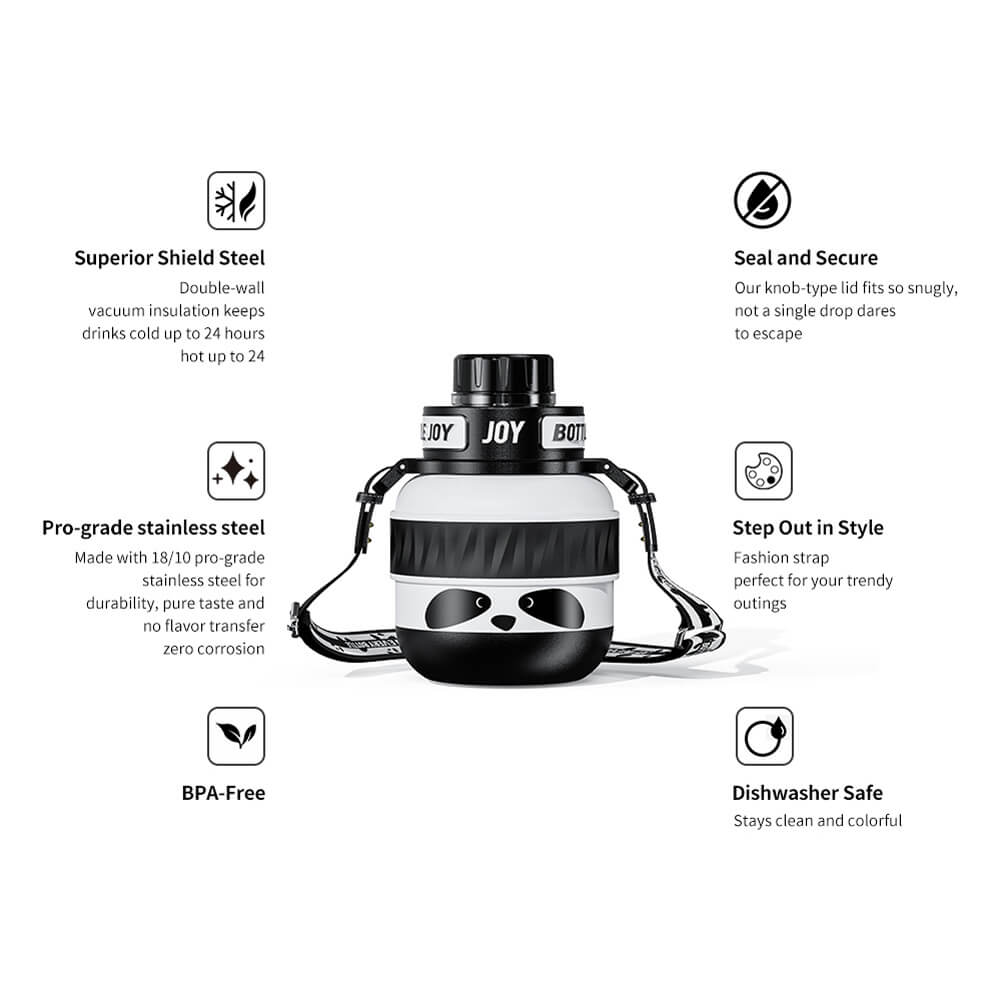 Superior Shield Steel
Double-wall
vacuum insulation keeps
drinks cold up to 24 hours
hot up to 24
Pro-grade stainless steel
Made with 18/10 pro-grade
stainless steel for
durability, pure taste and
no flavor transfer
zero corrosion
BPA-Free
LE JOY JOY BOTTL
Seal and Secure
Our knob-type lid fits so snugly,
not a single drop dares
to escape
Step Out in Style
Fashion strap
perfect for your trendy
outings
Dishwasher Safe
Stays clean and colorful